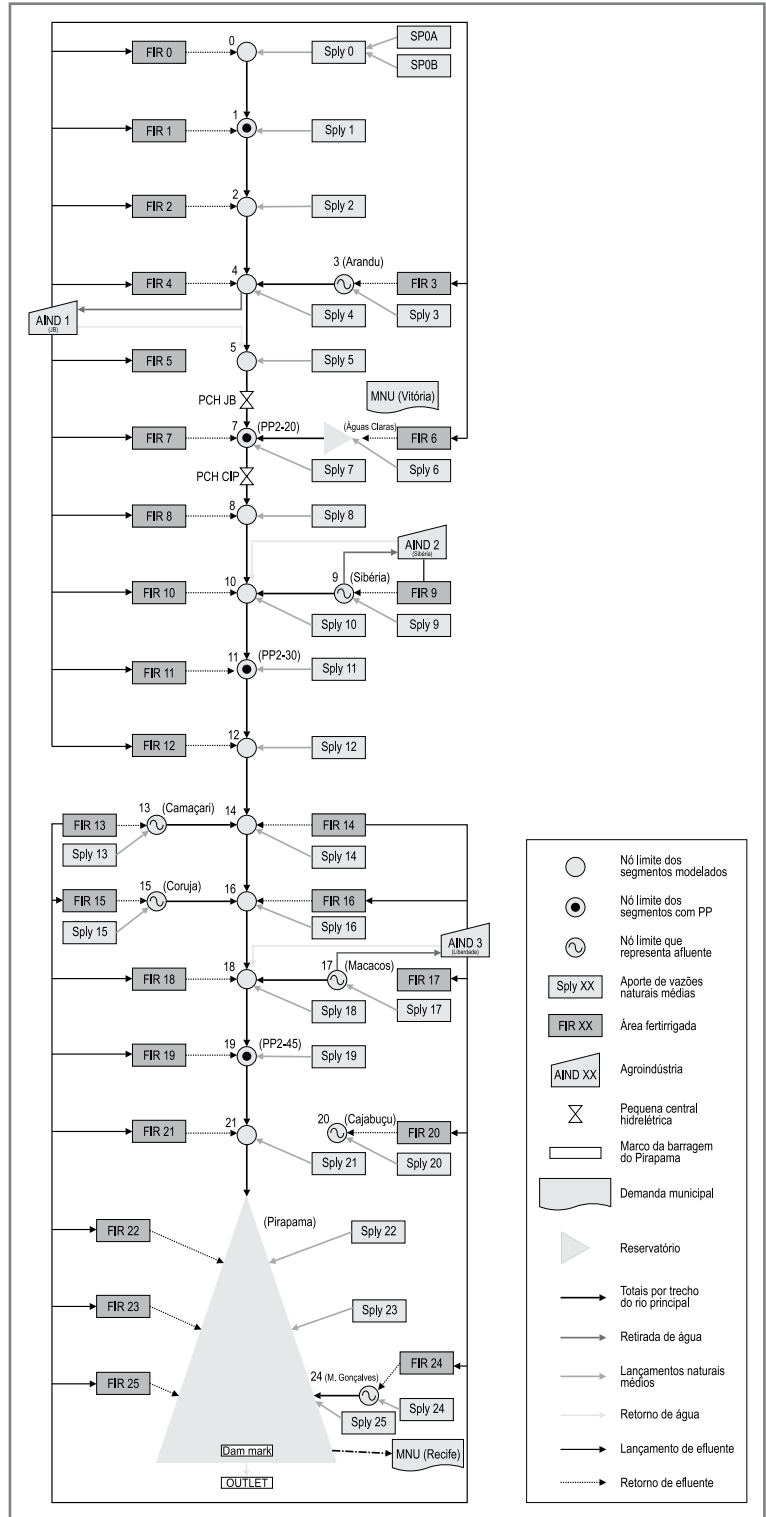 SP0A
0
FIR 0
Sply 0
SP0B
1
FIR 1
Sply 1
2
FIR 2
Sply 2
3 (Arandu)
4
FIR 4
FIR 3
Sply 4
Sply 3
AIND 1
(JB)
5
FIR 5
Sply 5
PCH JB
MNU (Vitória)
7
(PP2-20)
(Águas Claras)
FIR 7
FIR 6
Sply 7
Sply 6
PCH CIP
8
FIR 8
Sply 8
AIND 2
(Sibéria)
9
(Sibéria)
10
FIR 10
FIR 9
Sply 10
Sply 9
11
(PP2-30)
FIR 11
Sply 11
12
FIR 12
Sply 12
13
(Camaçari)
14
FIR 13
FIR 14
Sply 13
Sply 14
15
(Coruja)
16
FIR 15
FIR 16
Sply 15
Sply 16
AIND 3
(Liberdade)
18
17
(Macacos)
FIR 18
FIR 17
Sply 18
Sply 17
19
(PP2-45)
FIR 19
Sply 19
20
(Cajabuçu)
21
FIR 21
FIR 20
Sply 21
Sply 20
(Pirapama)
FIR 22
Sply 22
FIR 23
Sply 23
FIR 24
24 (M. Gonçalves)
FIR 25
Sply 24
Sply 25
Dam mark
MNU (Recife)
OUTLET
Nó limite dos
segmentos modelados
Nó limite dos
segmentos com PP
Nó limite que
representa afluente
Sply XX
Aporte de vazões
naturais médias
FIR XX
Área fertirrigada
AIND XX
Agroindústria
Pequena central
hidrelétrica
Marco da barragem
do Pirapama
Demanda municipal
Reservatório
Totais por trecho
do rio principal
Retirada de água
Lançamentos naturais
médios
Retorno de água
Lançamento de efluente
Retorno de efluente